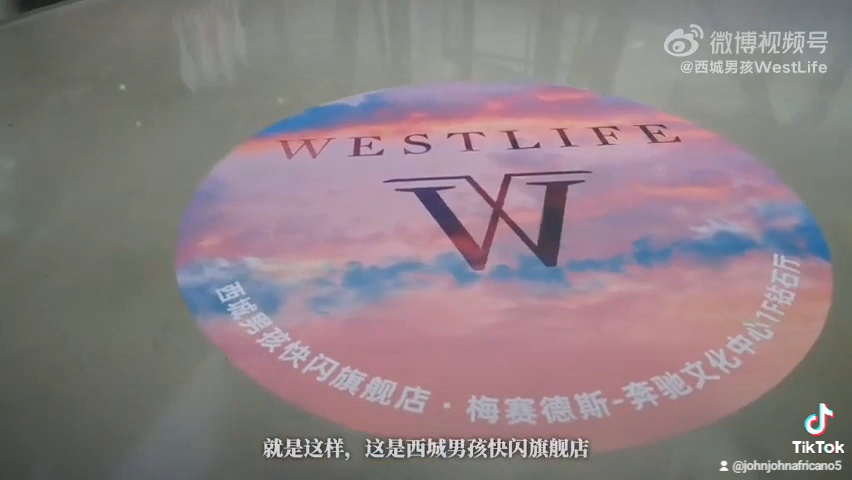 微博视频号
@西城男孩WestLife
WESTLIFE
W
西城男孩快闪旗舰店·梅赛德斯-奔驰文化中心1F钻石厅
就是这样，这是西城男孩快闪旗舰店
TikTok
@johnjohnafricano5